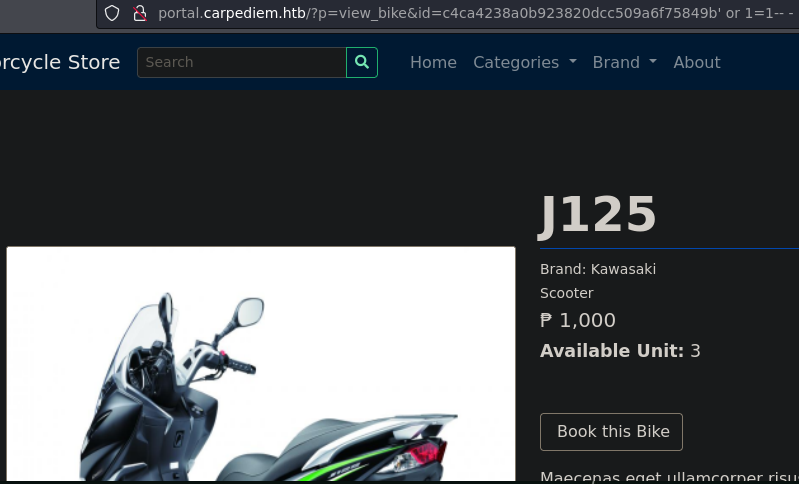 portal.carpediem.htb/?p=view_bike&id=c4ca4238a0b923820dcc509a6f75849b' or 1=1-- -
rcycle Store
Search
Home Categories Brand About
J125
Brand: Kawasaki
Scooter
₱ 1,000
Available Unit: 3
Book this Bike
Maecenas eget ullamcorper risu